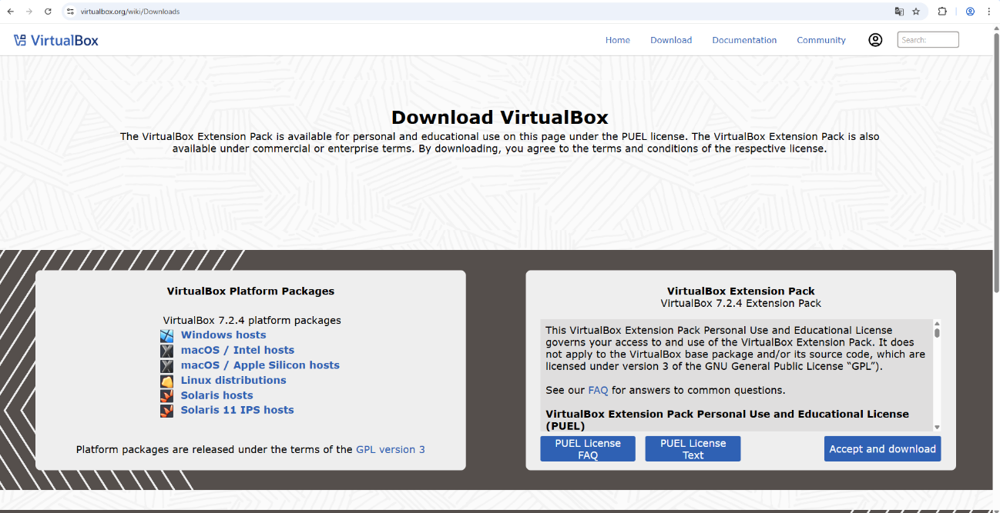 virtualbox.org/wiki/Downloads
VirtualBox
Home
Download
Documentation
Community
Search:
Download VirtualBox
The VirtualBox Extension Pack is available for personal and educational use on this page under the PUEL license. The VirtualBox Extension Pack is also
available under commercial or enterprise terms. By downloading, you agree to the terms and conditions of the respective license.
VirtualBox Platform Packages
VirtualBox 7.2.4 platform packages
Windows hosts
macOS / Intel hosts
macOS / Apple Silicon hosts
Linux distributions
Solaris hosts
Solaris 11 IPS hosts
Platform packages are released under the terms of the GPL version 3
VirtualBox Extension Pack
VirtualBox 7.2.4 Extension Pack
This VirtualBox Extension Pack Personal Use and Educational License
governs your access to and use of the VirtualBox Extension Pack. It does
not apply to the VirtualBox base package and/or its source code, which are
licensed under version 3 of the GNU General Public License “GPL”).
See our FAQ for answers to common questions.
VirtualBox Extension Pack Personal Use and Educational License
(PUEL)
PUEL License
FAQ
PUEL License
Text
Accept and download